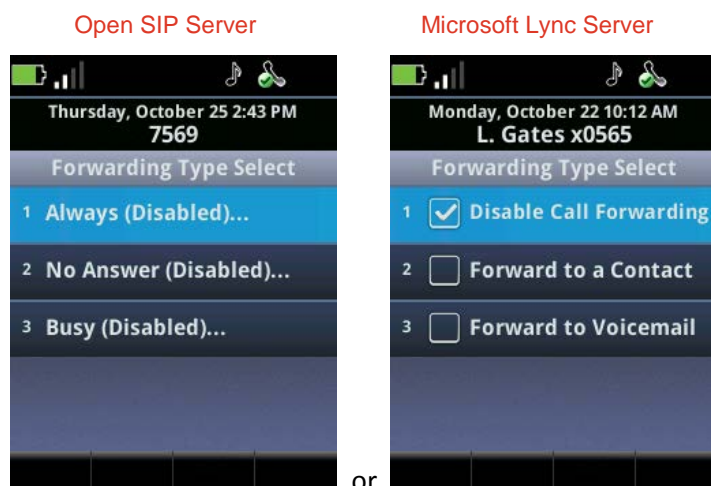 Open SIP Server
Thursday, October 25 2:43 PM
7569
Forwarding Type Select
1 Always (Disabled)...
2 No Answer (Disabled)...
3 Busy (Disabled)...
or
Microsoft Lync Server
Monday, October 22 10:12 AM
L. Gates x0565
Forwarding Type Select
1 Disable Call Forwarding
2 Forward to a Contact
3 Forward to Voicemail